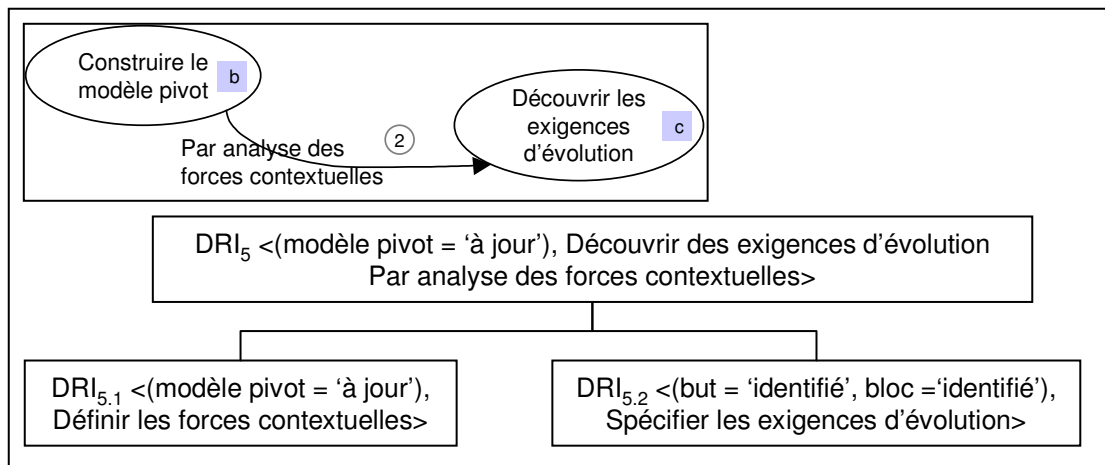 Construire le
modèle pivot
b
Découvrir les
exigences
d'évolution
c
2
Par analyse des
forces contextuelles
DRI5 <(modèle pivot = ‘à jour’), Découvrir des exigences d’évolution
Par analyse des forces contextuelles>
DRI5.1 <(modèle pivot = ‘à jour’),
Définir les forces contextuelles>
DRI5.2 <(but = ‘identifié’, bloc =‘identifié’),
Spécifier les exigences d’évolution>